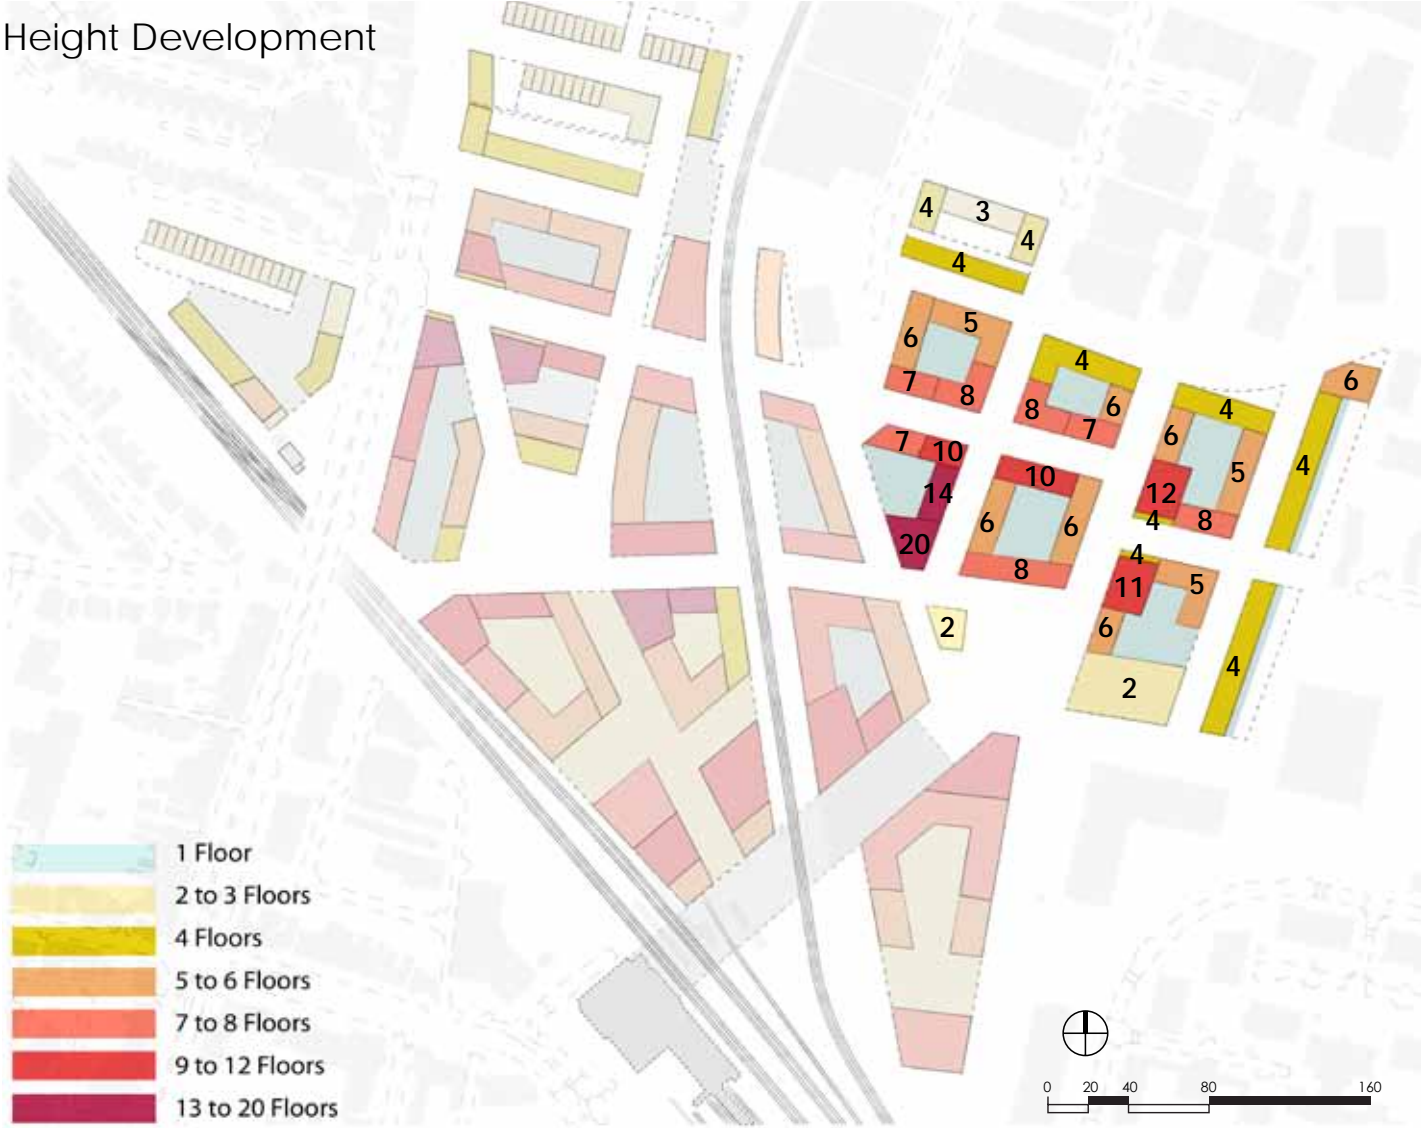 Height Development
4 3 4
4
6 5
7 8
4
8 7 6
4
6 5
12
4 8
6
4
7 10
14
20
10
6 6
8
4
11 5
6
2
2
4
1 Floor
2 to 3 Floors
4 Floors
5 to 6 Floors
7 to 8 Floors
9 to 12 Floors
13 to 20 Floors
0 20 40 80 160